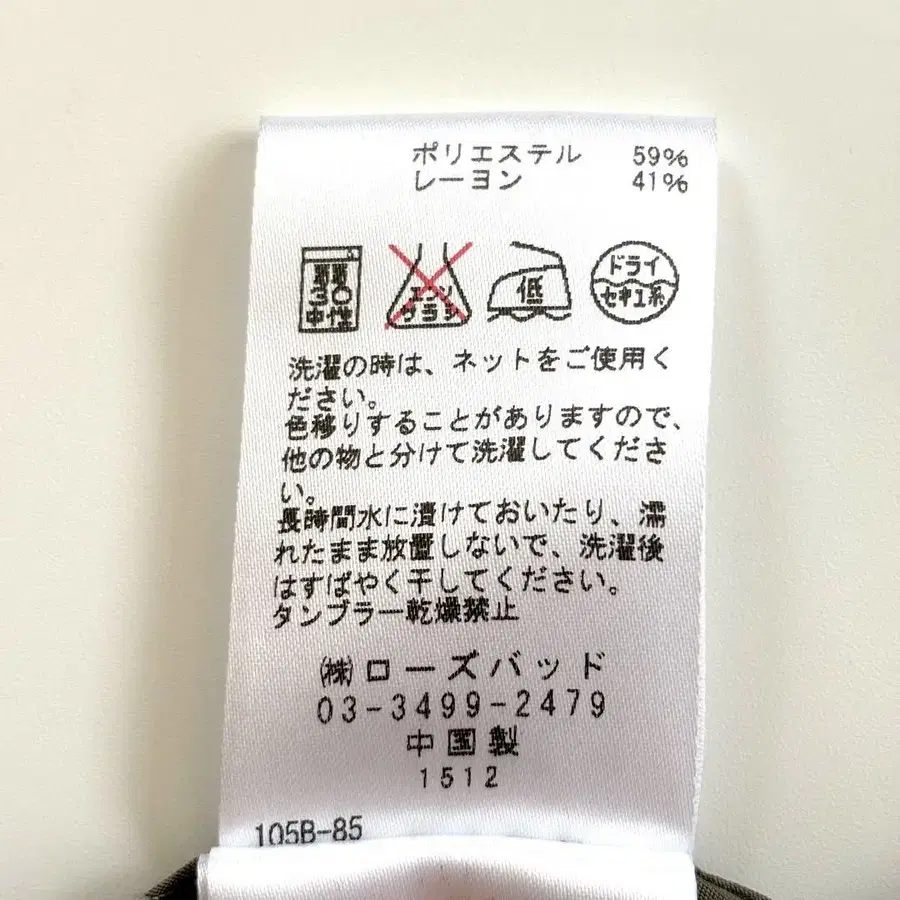 ポリエステル 59%
レーヨン 41%
弱
30
中性
エンソ
サラシ
低
ドライ
セキユ系
洗濯の時は、ネットをご使用く
ださい。
色移りすることがありますので、
他の物と分けて洗濯してくださ
い。
長時間水に漬けておいたり、濡
れたまま放置しないで、洗濯後
はすばやく干してください。
タンブラー乾燥禁止
㈱ローズバッド
03-3499-2479
中国製
1512
105B-85